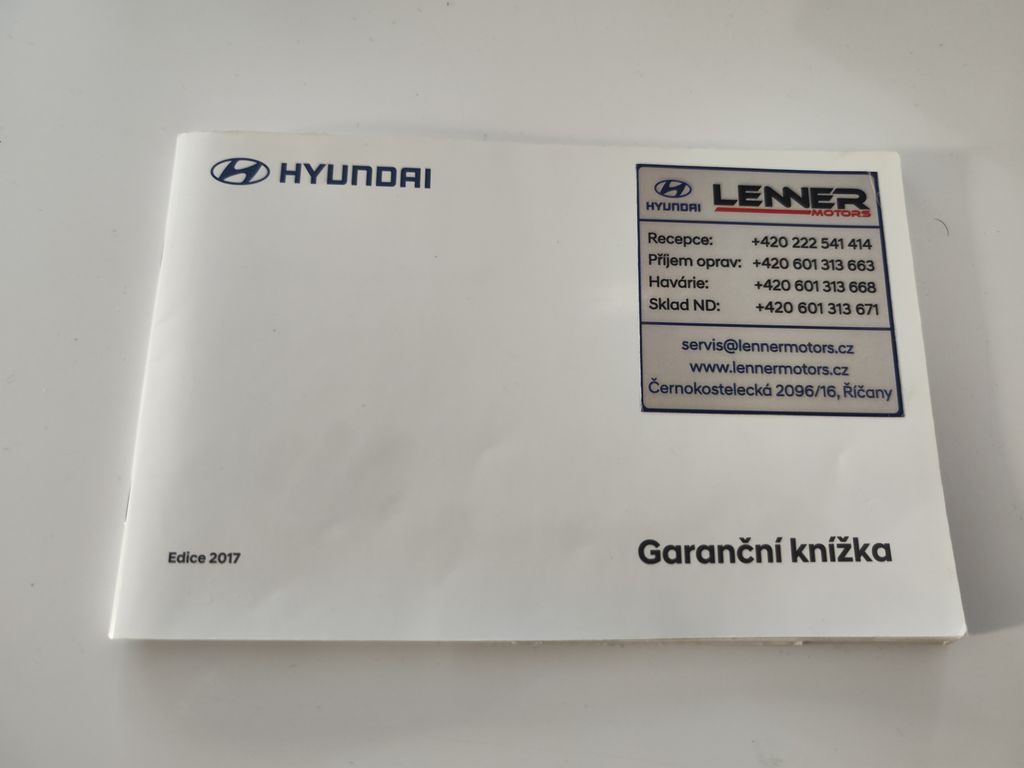 HYUNDAI
HYUNDAI
LENNER
MOTORS
Recepce: +420 222 541 414
Příjem oprav: +420 601 313 663
Havárie: +420 601 313 668
Sklad ND: +420 601 313 671
servis@lennermotors.cz
www.lennermotors.cz
Černokostelecká 2096/16, Říčany
Edice 2017
Garanční knížka